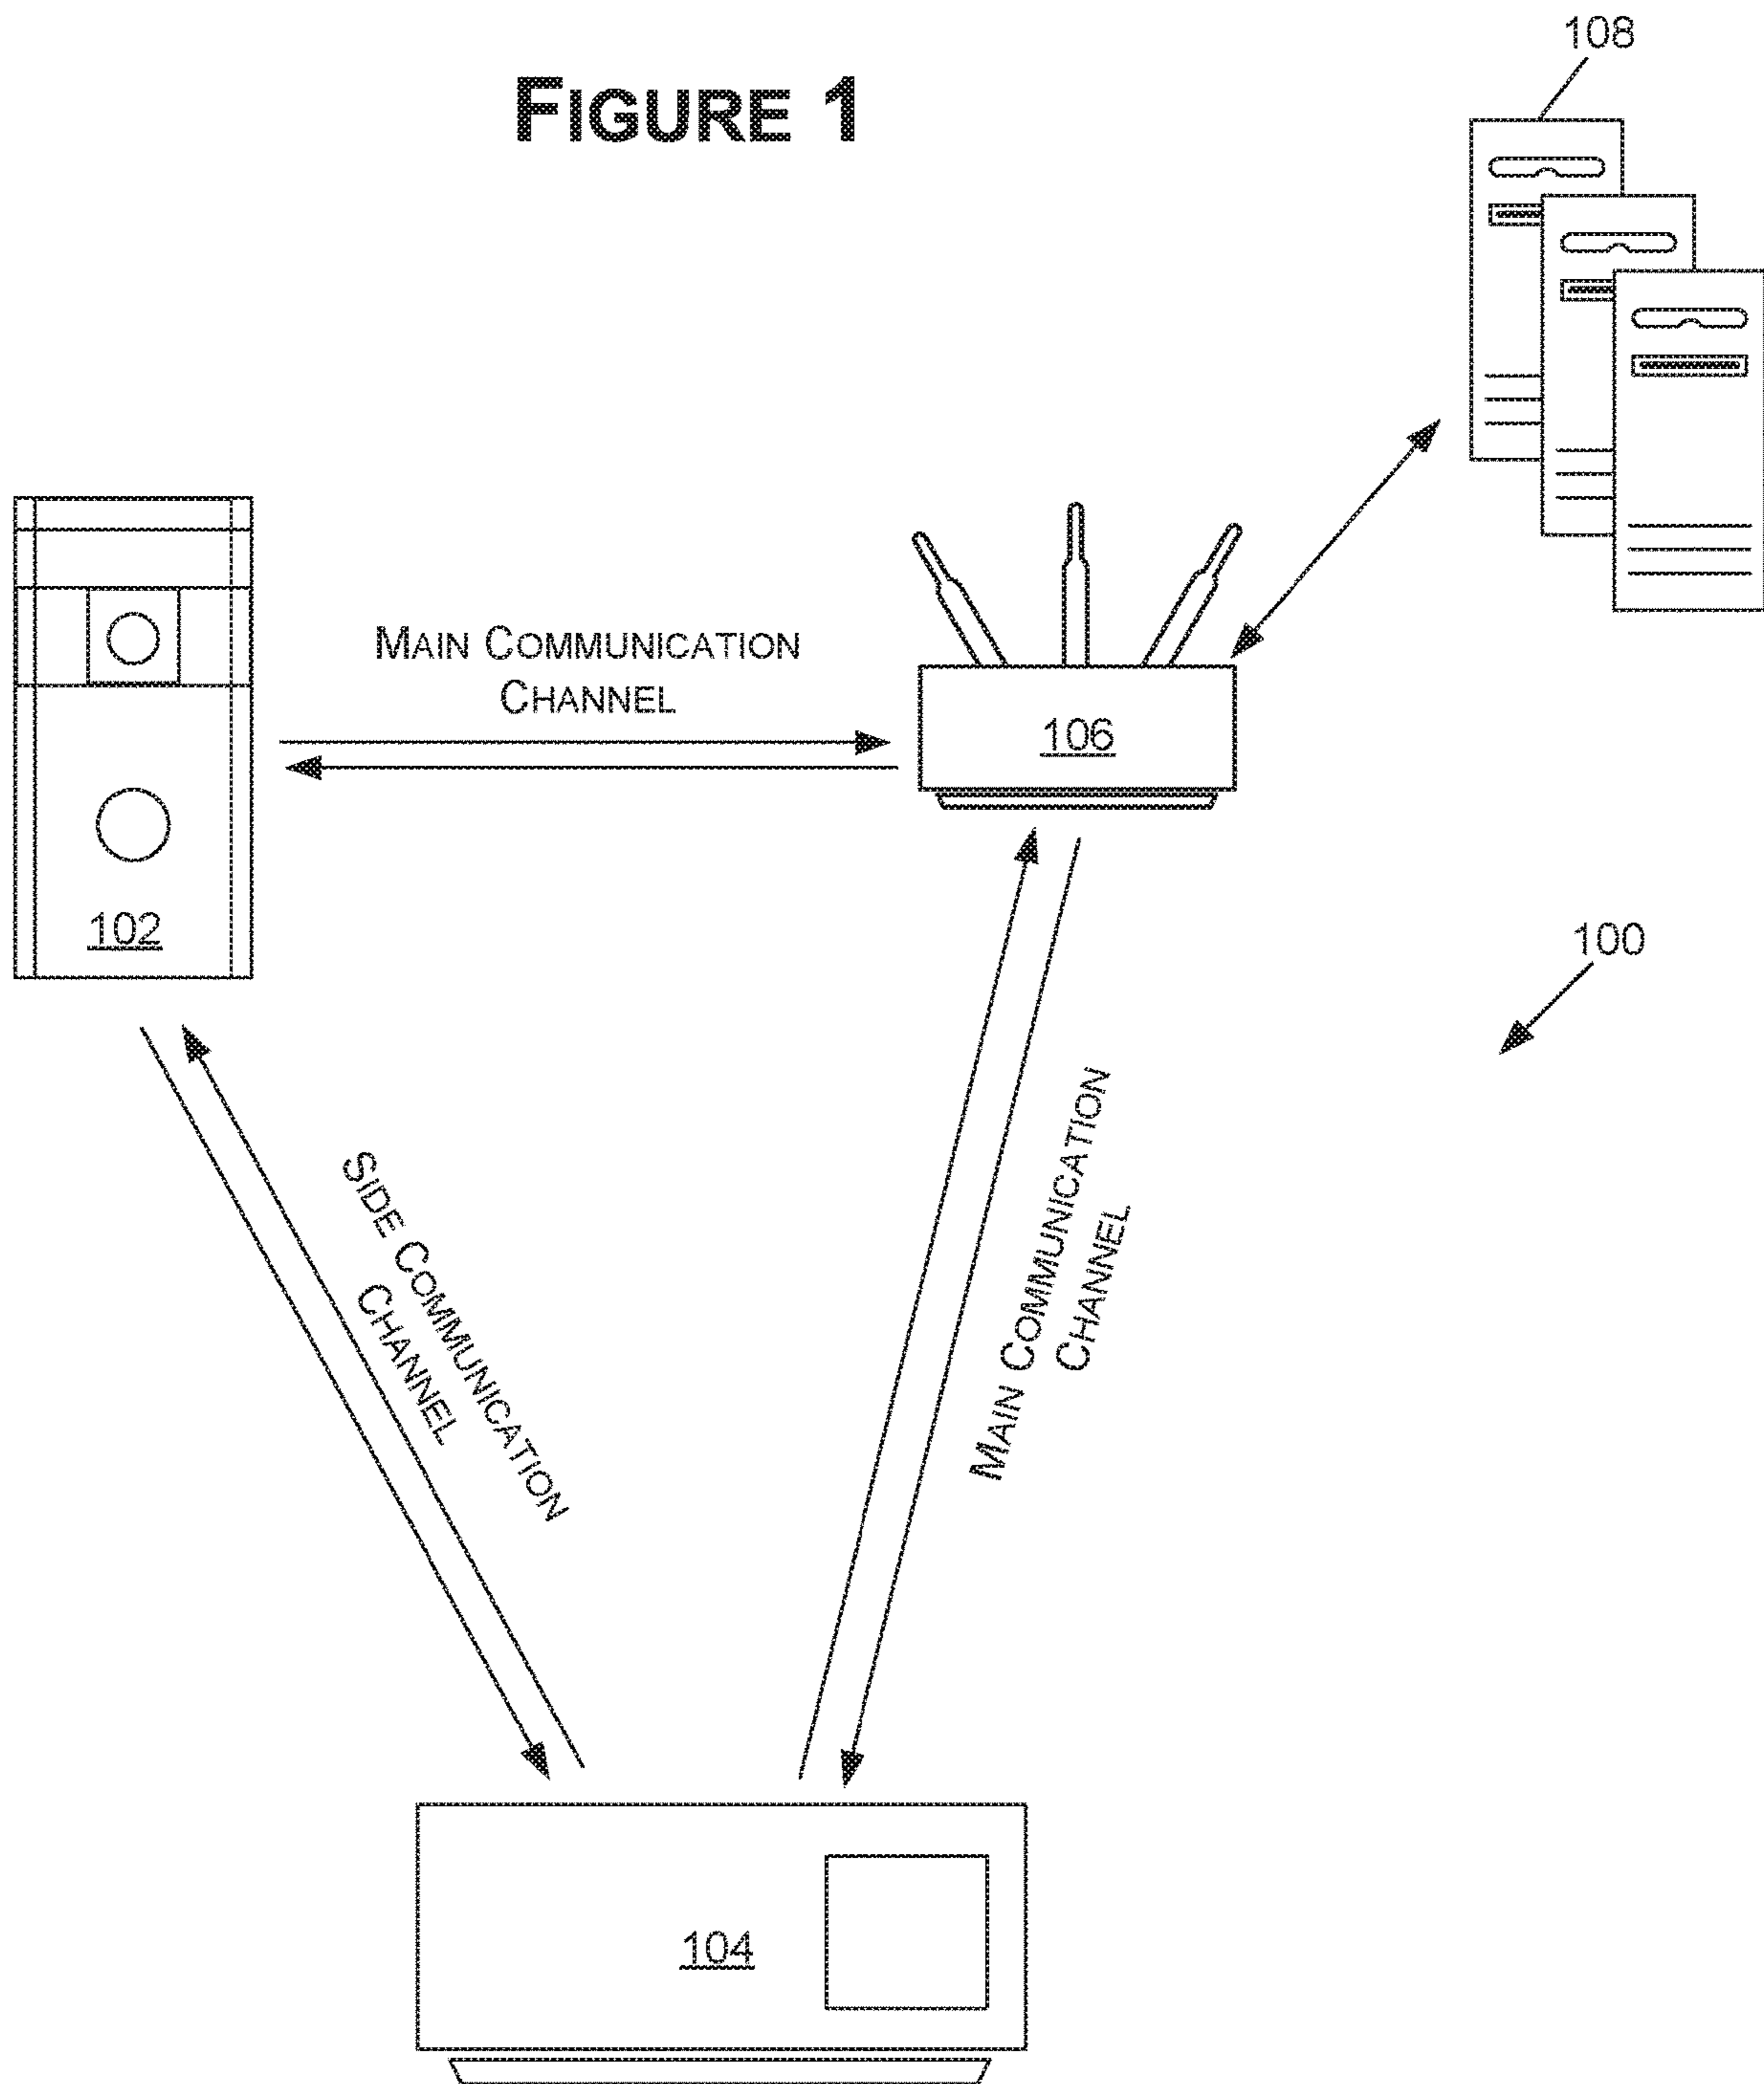 108
FIGURE 1
MAIN COMMUNICATION
CHANNEL
106
102
100
SIDE COMMUNICATION
CHANNEL
MAIN COMMUNICATION
CHANNEL
104